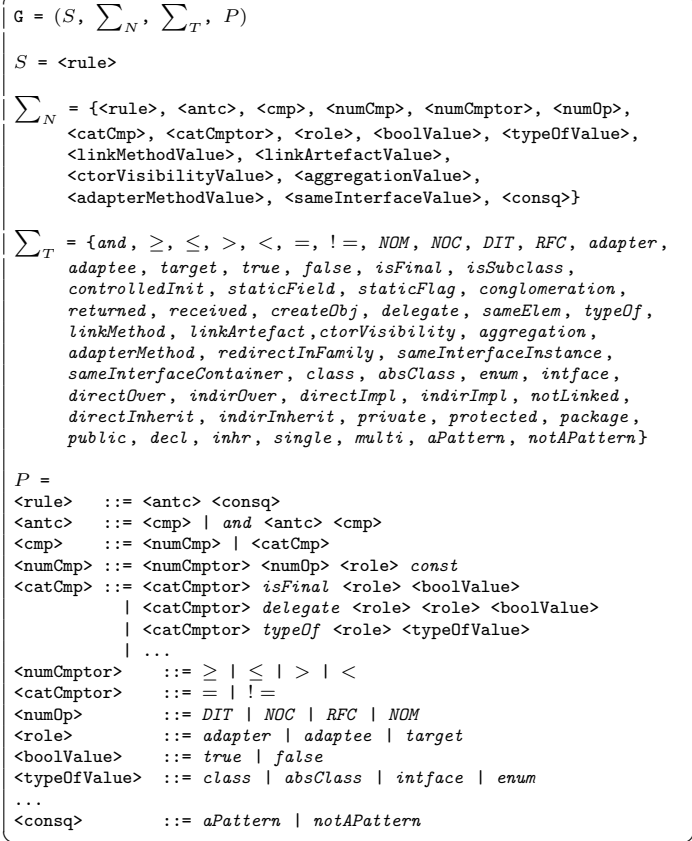 G = (S, ∑_N, ∑_T, P)
S = <rule>
∑_N = {<rule>, <antc>, <cmp>, <numCmp>, <numCmptor>, <numOp>,
<catCmp>, <catCmptor>, <role>, <boolValue>, <typeOfValue>,
<linkMethodValue>, <linkArtefactValue>,
<ctorVisibilityValue>, <aggregationValue>,
<adapterMethodValue>, <sameInterfaceValue>, <consq>}
∑_T = {and, ≥, ≤, >, <, =, !=, NOM, NOC, DIT, RFC, adapter,
adaptee, target, true, false, isFinal, isSubclass,
controlledInit, staticField, staticFlag, conglomeration,
returned, received, createObj, delegate, sameElem, typeOf,
linkMethod, linkArtefact,ctorVisibility, aggregation,
adapterMethod, redirectInFamily, sameInterfaceInstance,
sameInterfaceContainer, class, absClass, enum, intface,
directOver, indirOver, directImpl, indirImpl, notLinked,
directInherit, indirInherit, private, protected, package,
public, decl, inhr, single, multi, aPattern, notAPattern}
P =
<rule> ::= <antc> <consq>
<antc> ::= <cmp> | and <antc> <cmp>
<cmp> ::= <numCmp> | <catCmp>
<numCmp> ::= <numCmptor> <numOp> <role> const
<catCmp> ::= <catCmptor> isFinal <role> <boolValue>
| <catCmptor> delegate <role> <role> <boolValue>
| <catCmptor> typeOf <role> <typeOfValue>
| ...
<numCmptor> ::= ≥ | ≤ | > | <
<catCmptor> ::= = | !=
<numOp> ::= DIT | NOC | RFC | NOM
<role> ::= adapter | adaptee | target
<boolValue> ::= true | false
<typeOfValue> ::= class | absClass | intface | enum
...
<consq> ::= aPattern | notAPattern